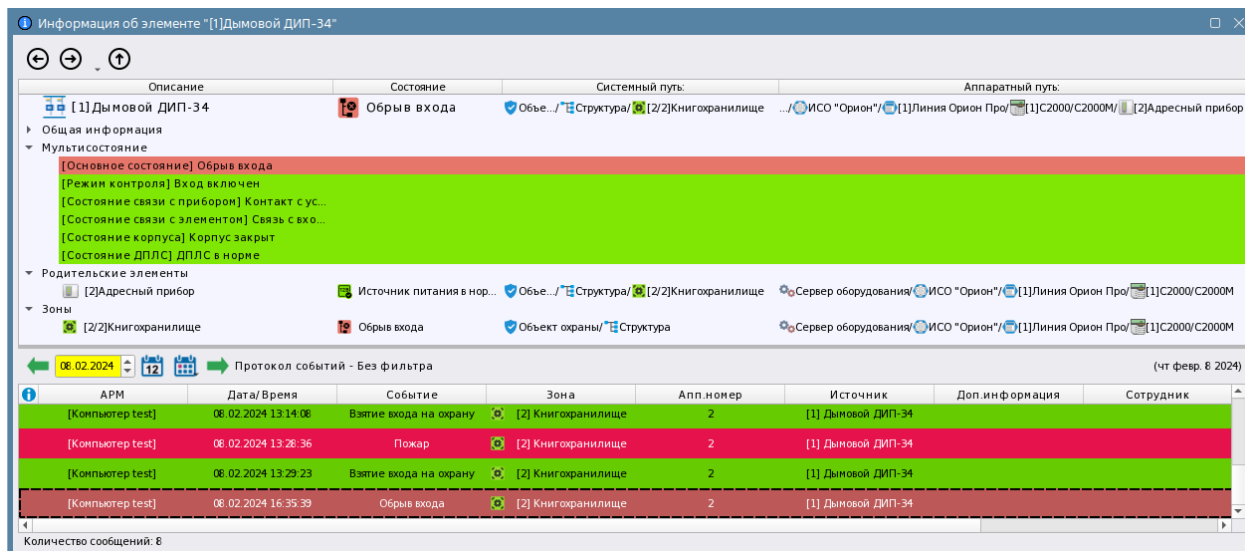 Информация об элементе "[1]Дымовой ДИП-34"
Описание Состояние Системный путь: Аппаратный путь:
[1]Дымовой ДИП-34 Обрыв входа Объе.../Структура/[2/2]Книгохранилище .../ИСО "Орион"/[1]Линия Орион Про/[1]С2000/С2000М/[2]Адресный прибор
Общая информация
Мультисостояние
[Основное состояние] Обрыв входа
[Режим контроля] Вход включен
[Состояние связи с прибором] Контакт с ус...
[Состояние связи с элементом] Связь с вхо...
[Состояние корпуса] Корпус закрыт
[Состояние ДПЛС] ДПЛС в норме
Родительские элементы
[2]Адресный прибор Источник питания в нор... Объе.../Структура/[2/2]Книгохранилище Сервер оборудования/ИСО "Орион"/[1]Линия Орион Про/[1]С2000/С2000М
Зоны
[2/2]Книгохранилище Обрыв входа Объект охраны/Структура Сервер оборудования/ИСО "Орион"/[1]Линия Орион Про/[1]С2000/С2000М
08.02.2024 12 Протокол событий - Без фильтра (чт февр. 8 2024)
АРМ Дата/Время Событие Зона Апп.номер Источник Доп.информация Сотрудник
[Компьютер test] 08.02.2024 13:14:08 Взятие входа на охрану [2] Книгохранилище 2 [1] Дымовой ДИП-34
[Компьютер test] 08.02.2024 13:28:36 Пожар [2] Книгохранилище 2 [1] Дымовой ДИП-34
[Компьютер test] 08.02.2024 13:29:23 Взятие входа на охрану [2] Книгохранилище 2 [1] Дымовой ДИП-34
[Компьютер test] 08.02.2024 16:35:39 Обрыв входа [2] Книгохранилище 2 [1] Дымовой ДИП-34
Количество сообщений: 8